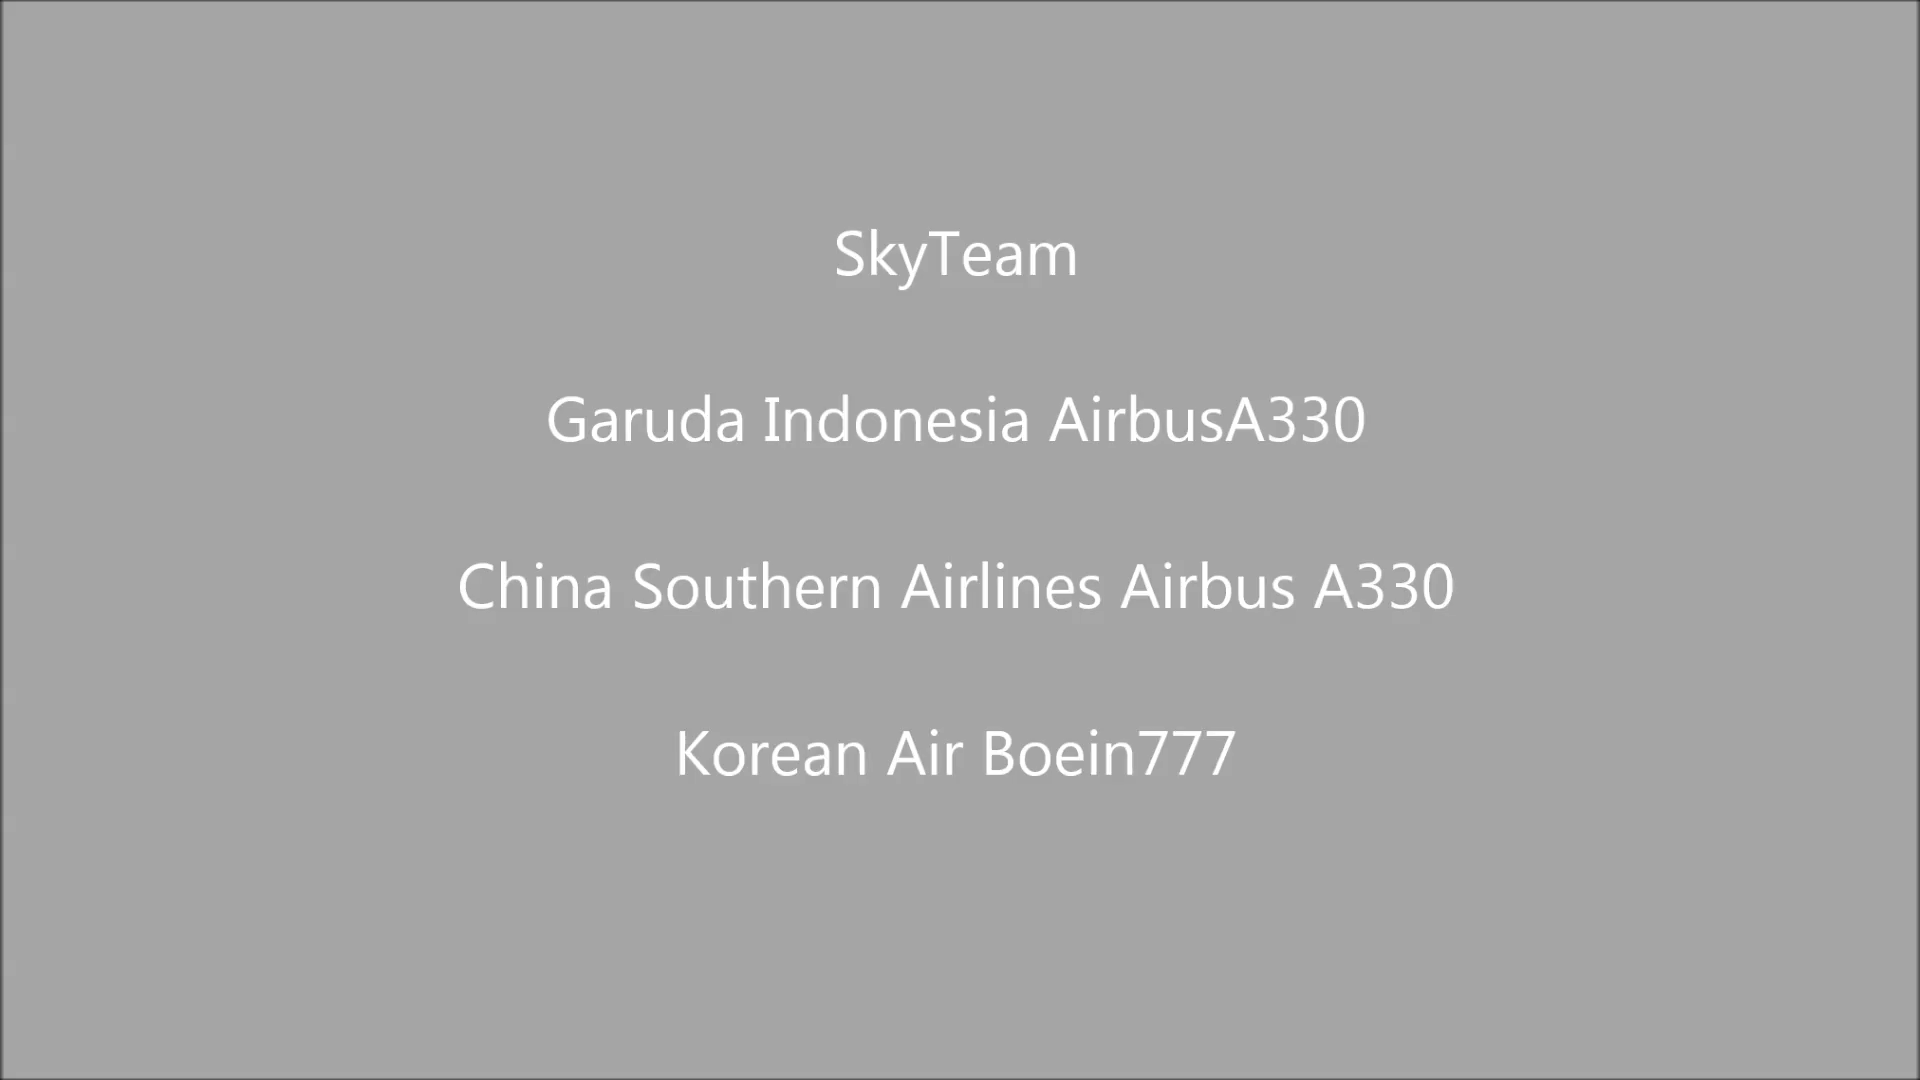 SkyTeam
Garuda Indonesia AirbusA330
China Southern Airlines Airbus A330
Korean Air Boein777